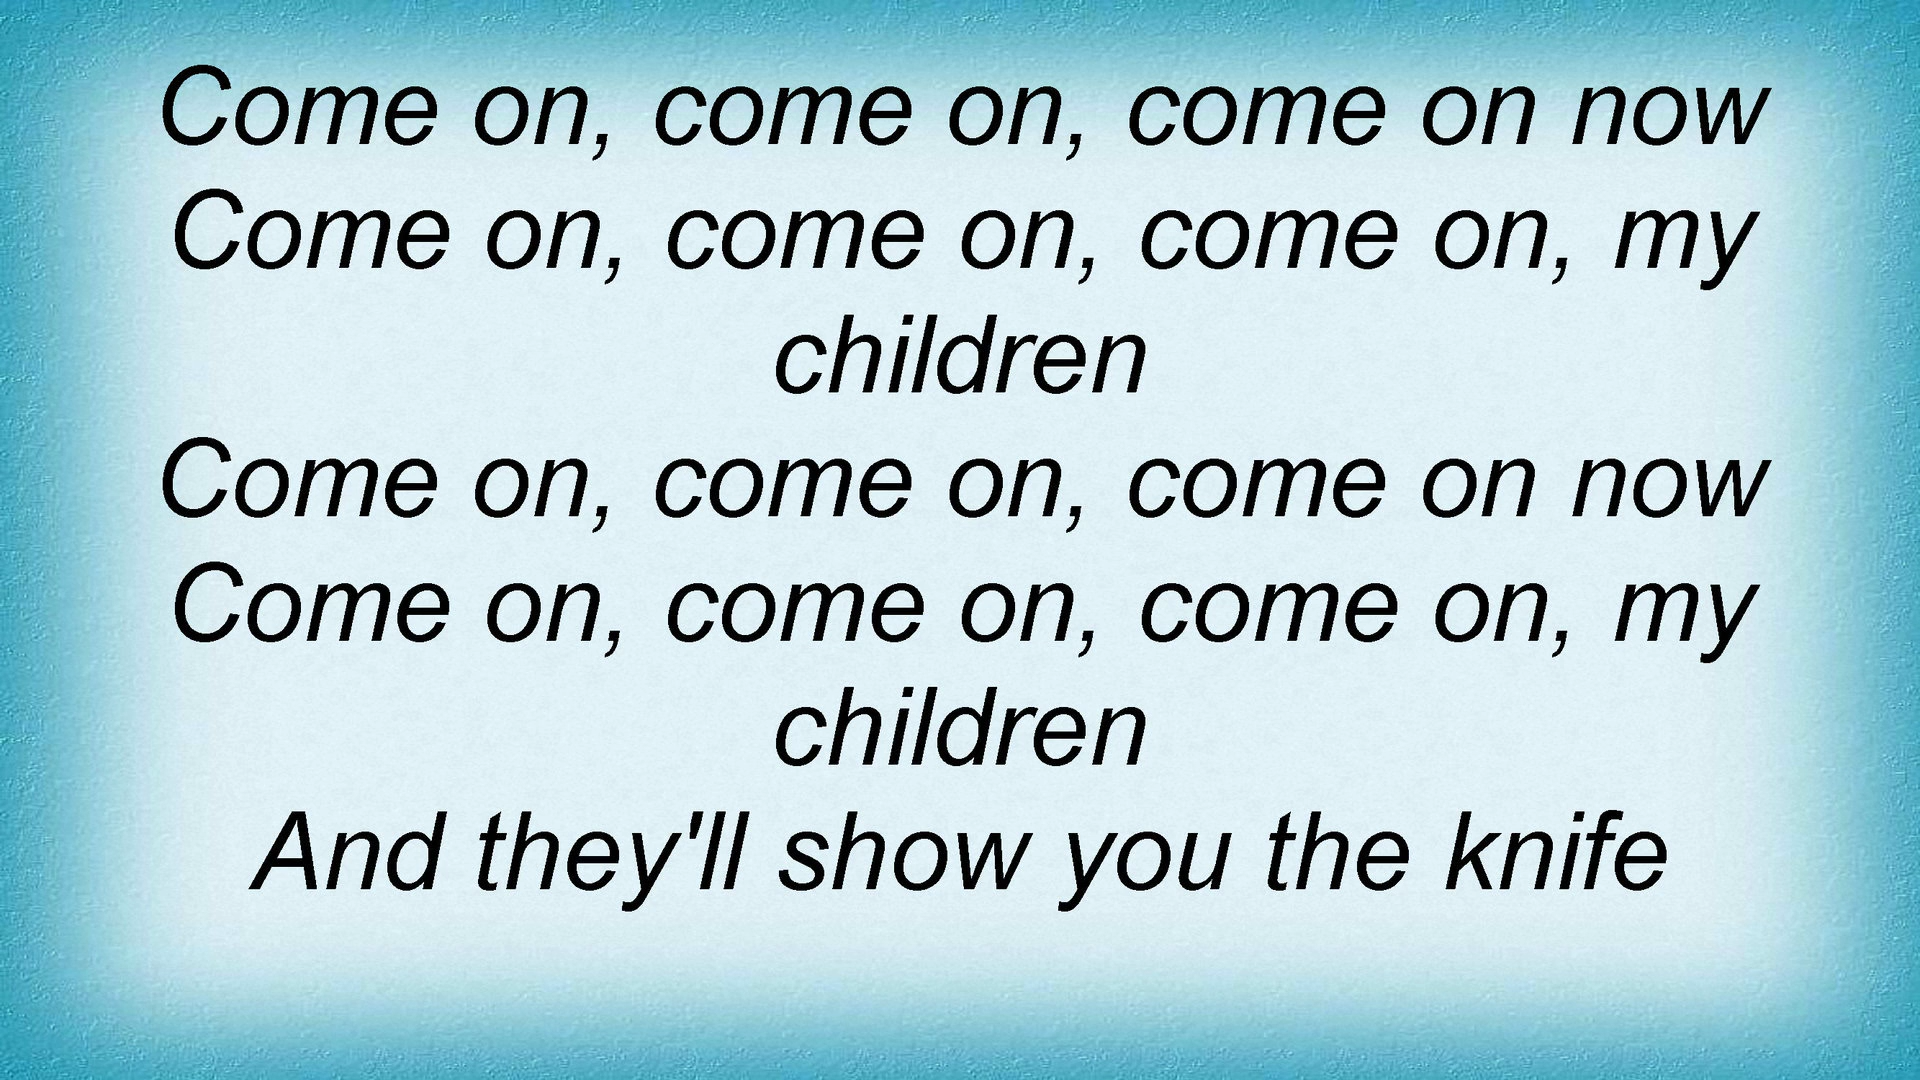 Come on, come on, come on now
Come on, come on, come on, my
children
Come on, come on, come on now
Come on, come on, come on, my
children
And they'll show you the knife